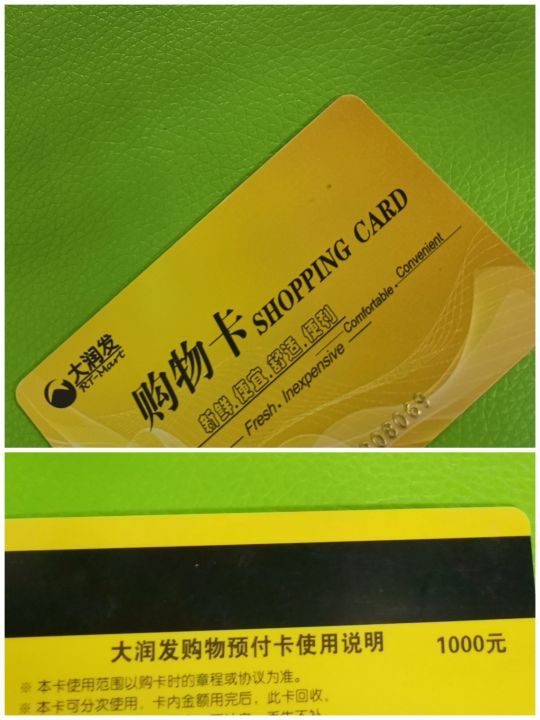 大润发
RT-Mart
购物卡 SHOPPING CARD
新鲜.便宜.舒适.便利
Fresh. Inexpensive Comfortable. Convenient
大润发购物预付卡使用说明 1000元
※ 本卡使用范围以购卡时的章程或协议为准。
※ 本卡可分次使用，卡内金额用完后，此卡回收。